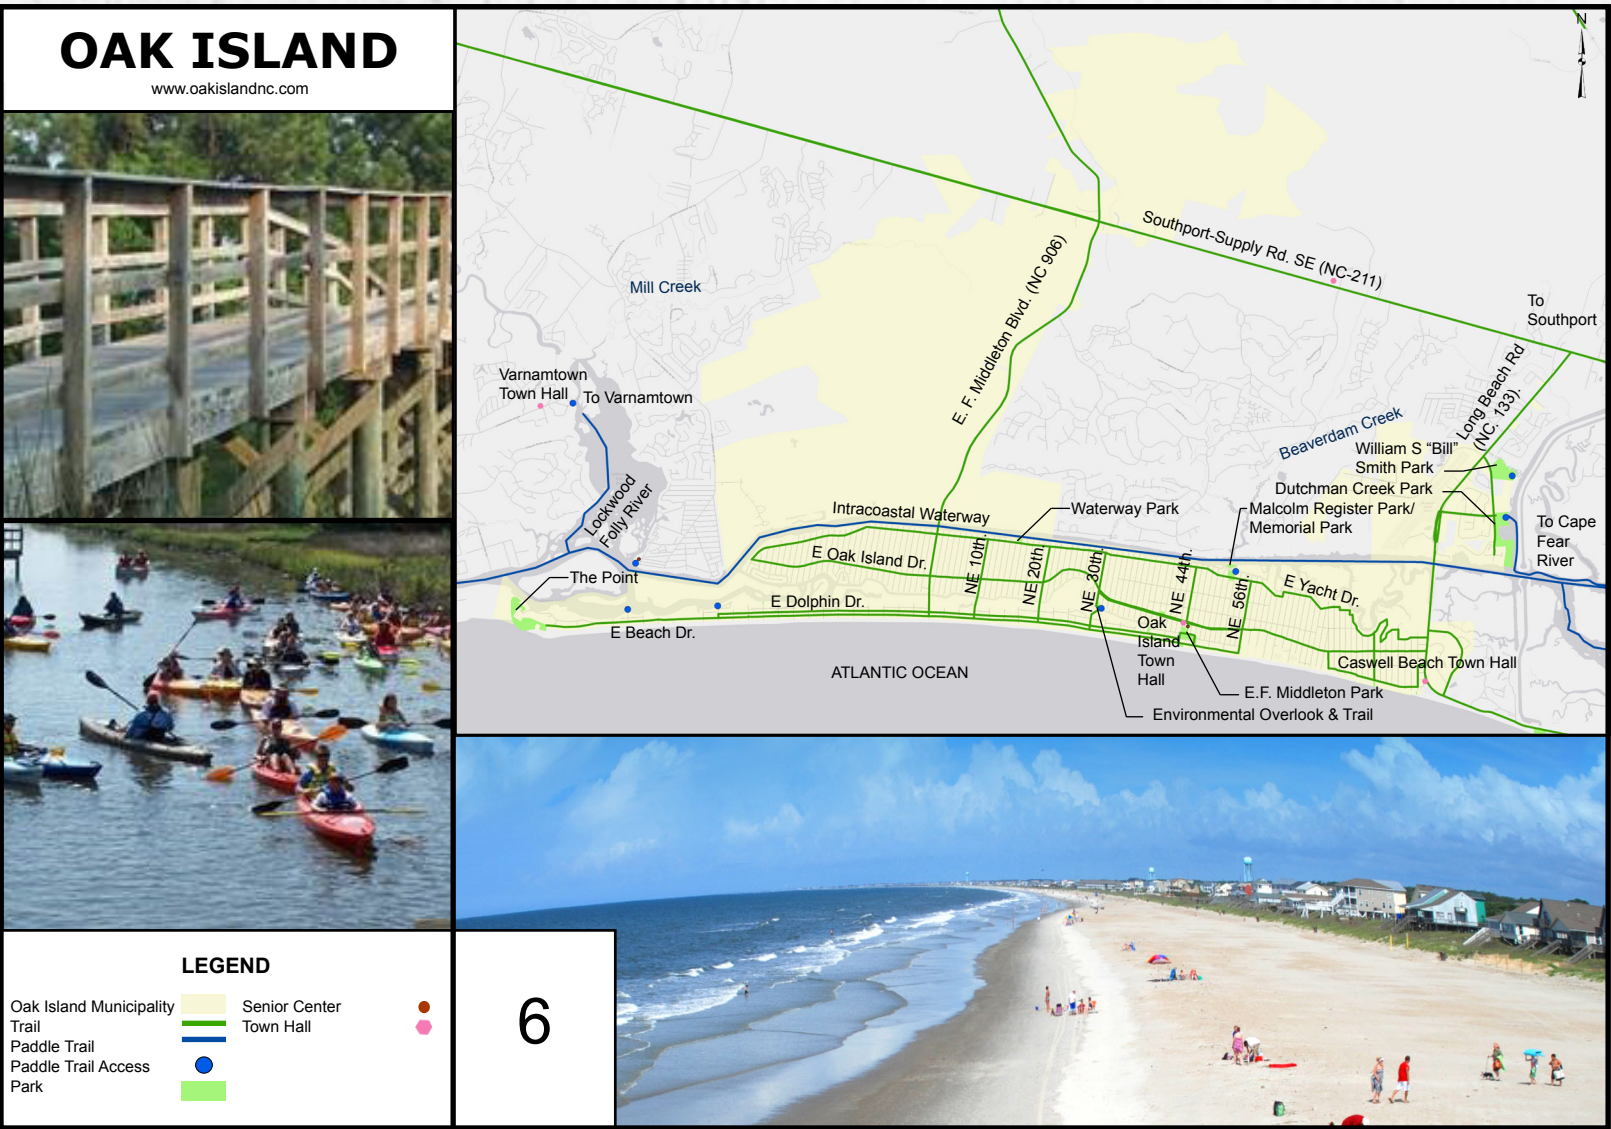 OAK ISLAND
www.oakislandnc.com
N
Southport-Supply Rd. SE (NC-211)
E. F. Middleton Blvd. (NC 906)
Mill Creek
To
Southport
Long Beach Rd
(NC. 133).
Varnamtown
Town Hall
To Varnamtown
Beaverdam Creek
William S “Bill”
Smith Park
Dutchman Creek Park
Malcolm Register Park/
Memorial Park
Waterway Park
Intracoastal Waterway
Lockwood
Folly River
To Cape
Fear
River
The Point
E Oak Island Dr.
NE 10th.
NE 20th.
NE 30th.
NE 44th.
NE 56th.
E Yacht Dr.
E Dolphin Dr.
E Beach Dr.
Oak
Island
Town
Hall
Caswell Beach Town Hall
ATLANTIC OCEAN
E.F. Middleton Park
Environmental Overlook & Trail
LEGEND
Oak Island Municipality
Trail
Paddle Trail
Paddle Trail Access
Park
Senior Center
Town Hall
6